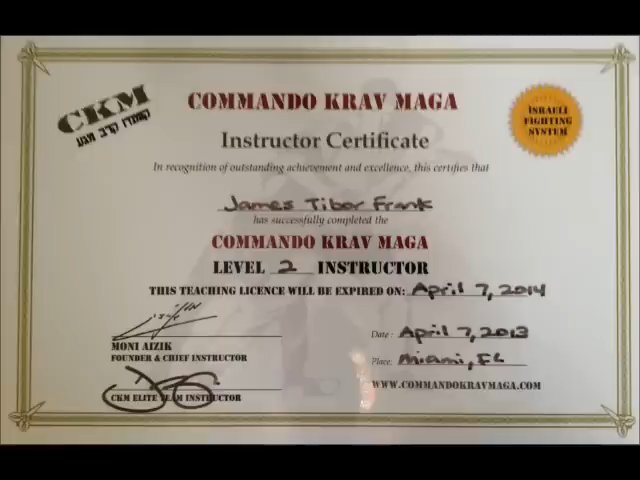 CKM
קומנדו קרב מגע
COMMANDO KRAV MAGA
ISRAELI
FIGHTING
SYSTEM
Instructor Certificate
In recognition of outstanding achievement and excellence, this certifies that
James Tibor Frank
has successfully completed the
COMMANDO KRAV MAGA
LEVEL 2 INSTRUCTOR
THIS TEACHING LICENCE WILL BE EXPIRED ON: April 7, 2014
MONI AIZIK
FOUNDER & CHIEF INSTRUCTOR
Date: April 7, 2013
Place: Miami, FL
CKM ELITE TEAM INSTRUCTOR
WWW.COMMANDOKRAVMAGA.COM